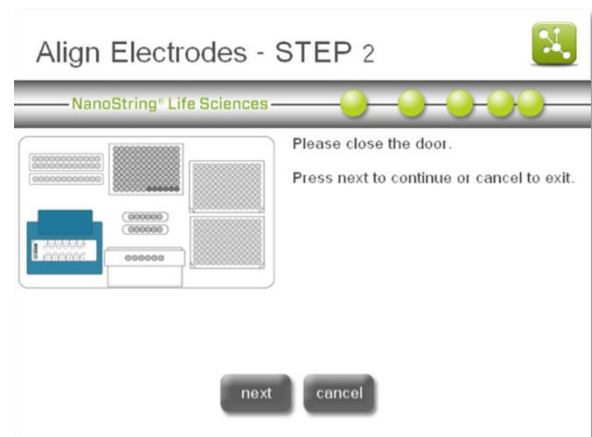 Align Electrodes - STEP 2
NanoString® Life Sciences
Please close the door.
Press next to continue or cancel to exit.
next
cancel